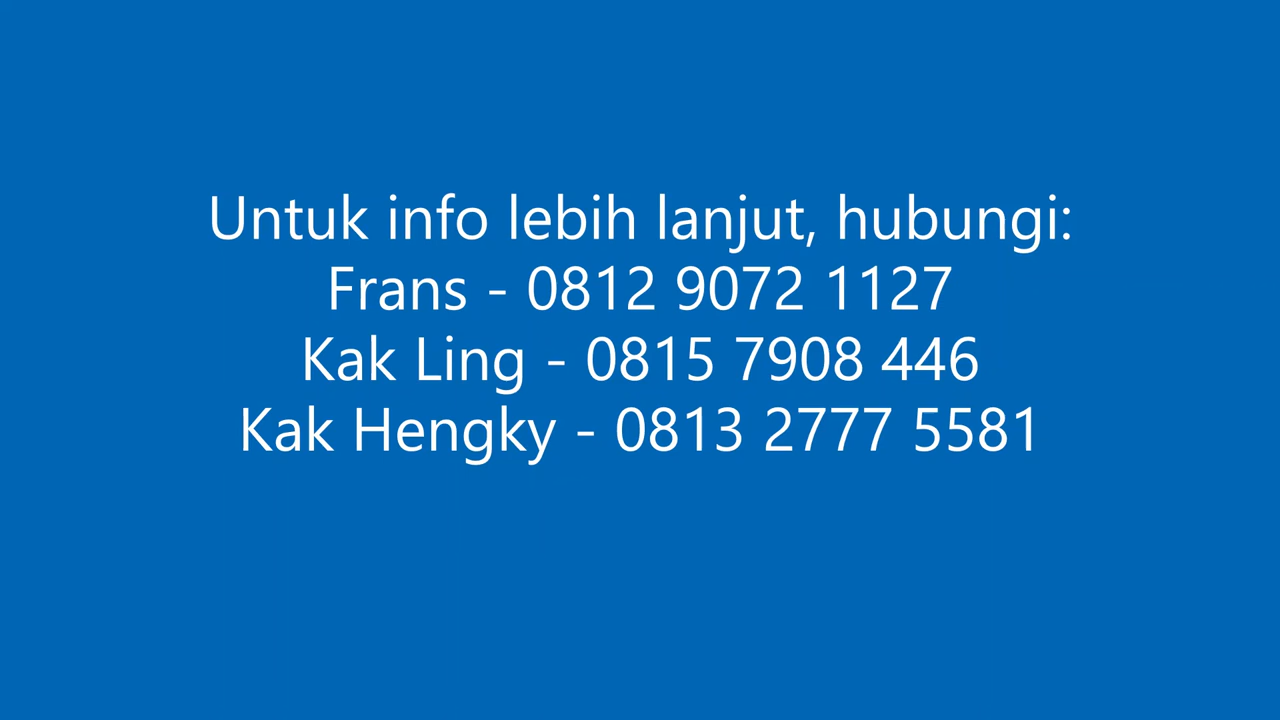 Untuk info lebih lanjut, hubungi:
Frans - 0812 9072 1127
Kak Ling - 0815 7908 446
Kak Hengky - 0813 2777 5581